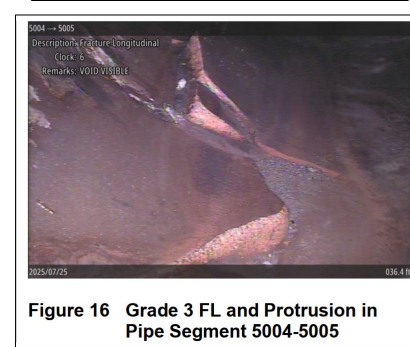 5004 → 5005
Description: Fracture Longitudinal
Clock: 6
Remarks: VOID VISIBLE
2025/07/25
036.4 ft
Figure 16 Grade 3 FL and Protrusion in
Pipe Segment 5004-5005